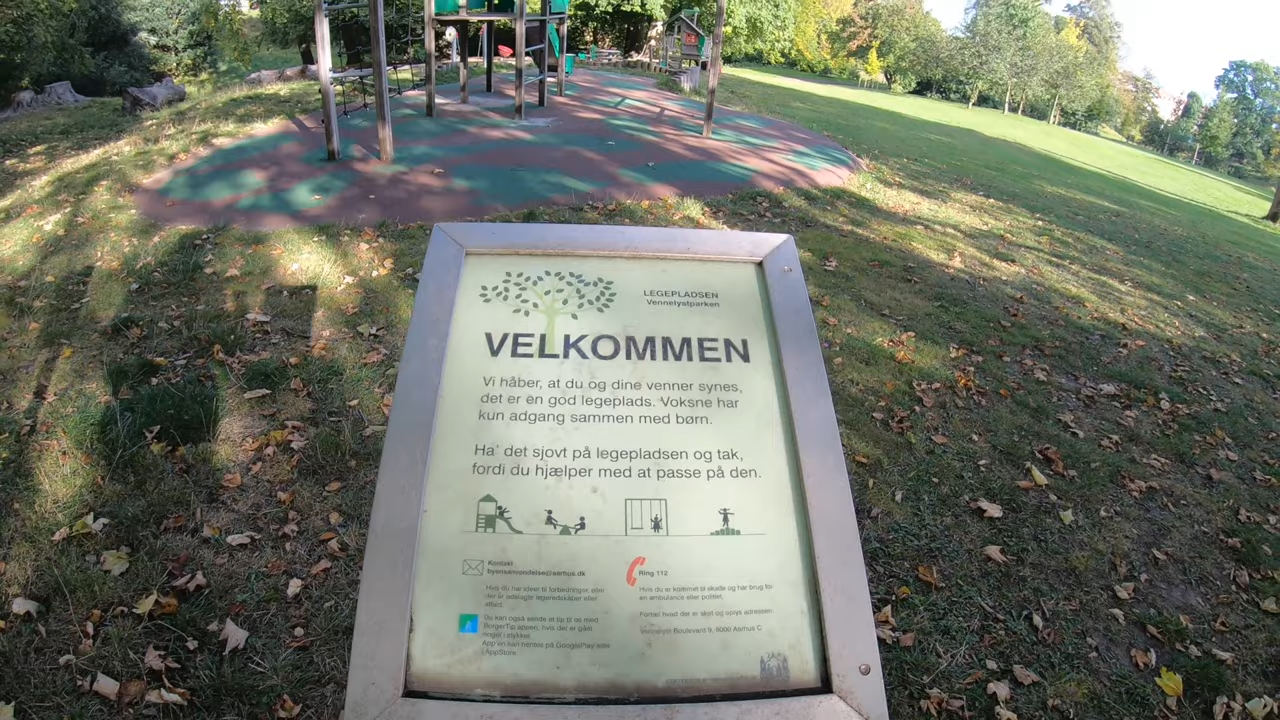 LEGEPLADSEN
Vennelystparken
VELKOMMEN
Vi håber, at du og dine venner synes,
det er en god legeplads. Voksne har
kun adgang sammen med børn.
Ha' det sjovt på legepladsen og tak,
fordi du hjælper med at passe på den.
Kontakt
byensanvendelse@aarhus.dk
Hvis du har ideer til forbedringer, eller
der er ødelagte legeredskaber eller
affald.
Du kan også sende et tip til os med
BorgerTip app'en, hvis der er gået
noget i stykker.
App'en kan hentes på GooglePlay eller
i AppStore.
Ring 112
Hvis du er kommet til skade og har brug for
en ambulance eller politiet.
Fortæl hvad der er sket og oplys adressen:
Vennelyst Boulevard 9, 8000 Aarhus C